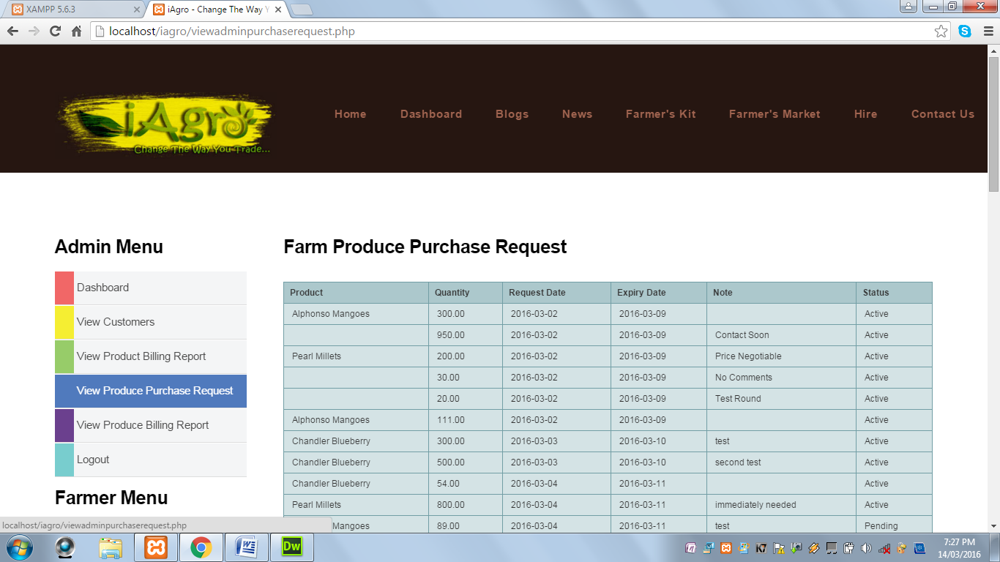 XAMPP 5.6.3
iAgro - Change The Way Y
localhost/iagro/viewadminpurchaserequest.php
iAgro
Change The Way You Trade...
Home Dashboard Blogs News Farmer's Kit Farmer's Market Hire Contact Us
Admin Menu
Dashboard
View Customers
View Product Billing Report
View Produce Purchase Request
View Produce Billing Report
Logout
Farmer Menu
Farm Produce Purchase Request
Product Quantity Request Date Expiry Date Note Status
Alphonso Mangoes 300.00 2016-03-02 2016-03-09 Active
950.00 2016-03-02 2016-03-09 Contact Soon Active
Pearl Millets 200.00 2016-03-02 2016-03-09 Price Negotiable Active
30.00 2016-03-02 2016-03-09 No Comments Active
20.00 2016-03-02 2016-03-09 Test Round Active
Alphonso Mangoes 111.00 2016-03-02 2016-03-09 Active
Chandler Blueberry 300.00 2016-03-03 2016-03-10 test Active
Chandler Blueberry 500.00 2016-03-03 2016-03-10 second test Active
Chandler Blueberry 54.00 2016-03-04 2016-03-11 Active
Pearl Millets 800.00 2016-03-04 2016-03-11 immediately needed Active
Mangoes 89.00 2016-03-04 2016-03-11 test Pending
localhost/iagro/viewadminpurchaserequest.php
Dw
7:27 PM
14/03/2016